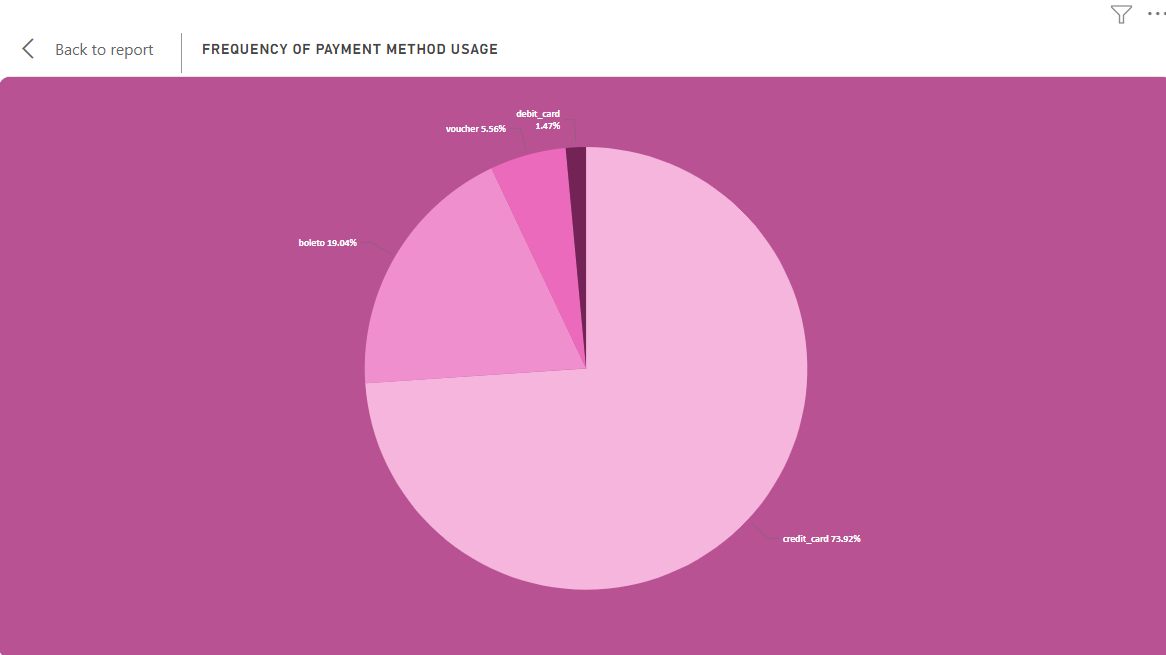 Back to report
FREQUENCY OF PAYMENT METHOD USAGE
debit_card
1.47%
voucher 5.56%
boleto 19.04%
credit_card 73.92%